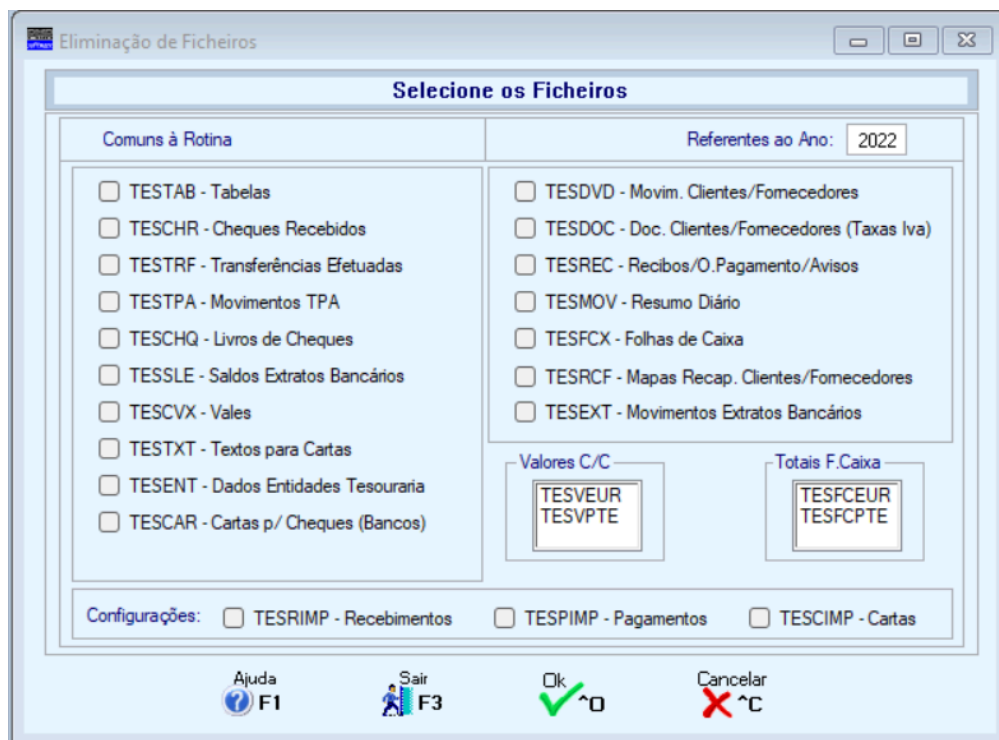 Eliminação de Ficheiros
Selecione os Ficheiros
Comuns à Rotina
Referentes ao Ano: 2022
TESTAB - Tabelas
TESCHR - Cheques Recebidos
TESTRF - Transferências Efetuadas
TESTPA - Movimentos TPA
TESCHQ - Livros de Cheques
TESSLE - Saldos Extratos Bancários
TESCVX - Vales
TESTXT - Textos para Cartas
TESENT - Dados Entidades Tesouraria
TESCAR - Cartas p/ Cheques (Bancos)
TESDVD - Movim. Clientes/Fornecedores
TESDOC - Doc. Clientes/Fornecedores (Taxas Iva)
TESREC - Recibos/O.Pagamento/Avisos
TESMOV - Resumo Diário
TESFCX - Folhas de Caixa
TESRCF - Mapas Recap. Clientes/Fornecedores
TESEXT - Movimentos Extratos Bancários
Valores C/C
TESVEUR
TESVPTE
Totais F.Caixa
TESFCEUR
TESFCPTE
Configurações: TESRIMP - Recebimentos TESPIMP - Pagamentos TESCIMP - Cartas
Ajuda F1
Sair F3
Ok ^O
Cancelar ^C